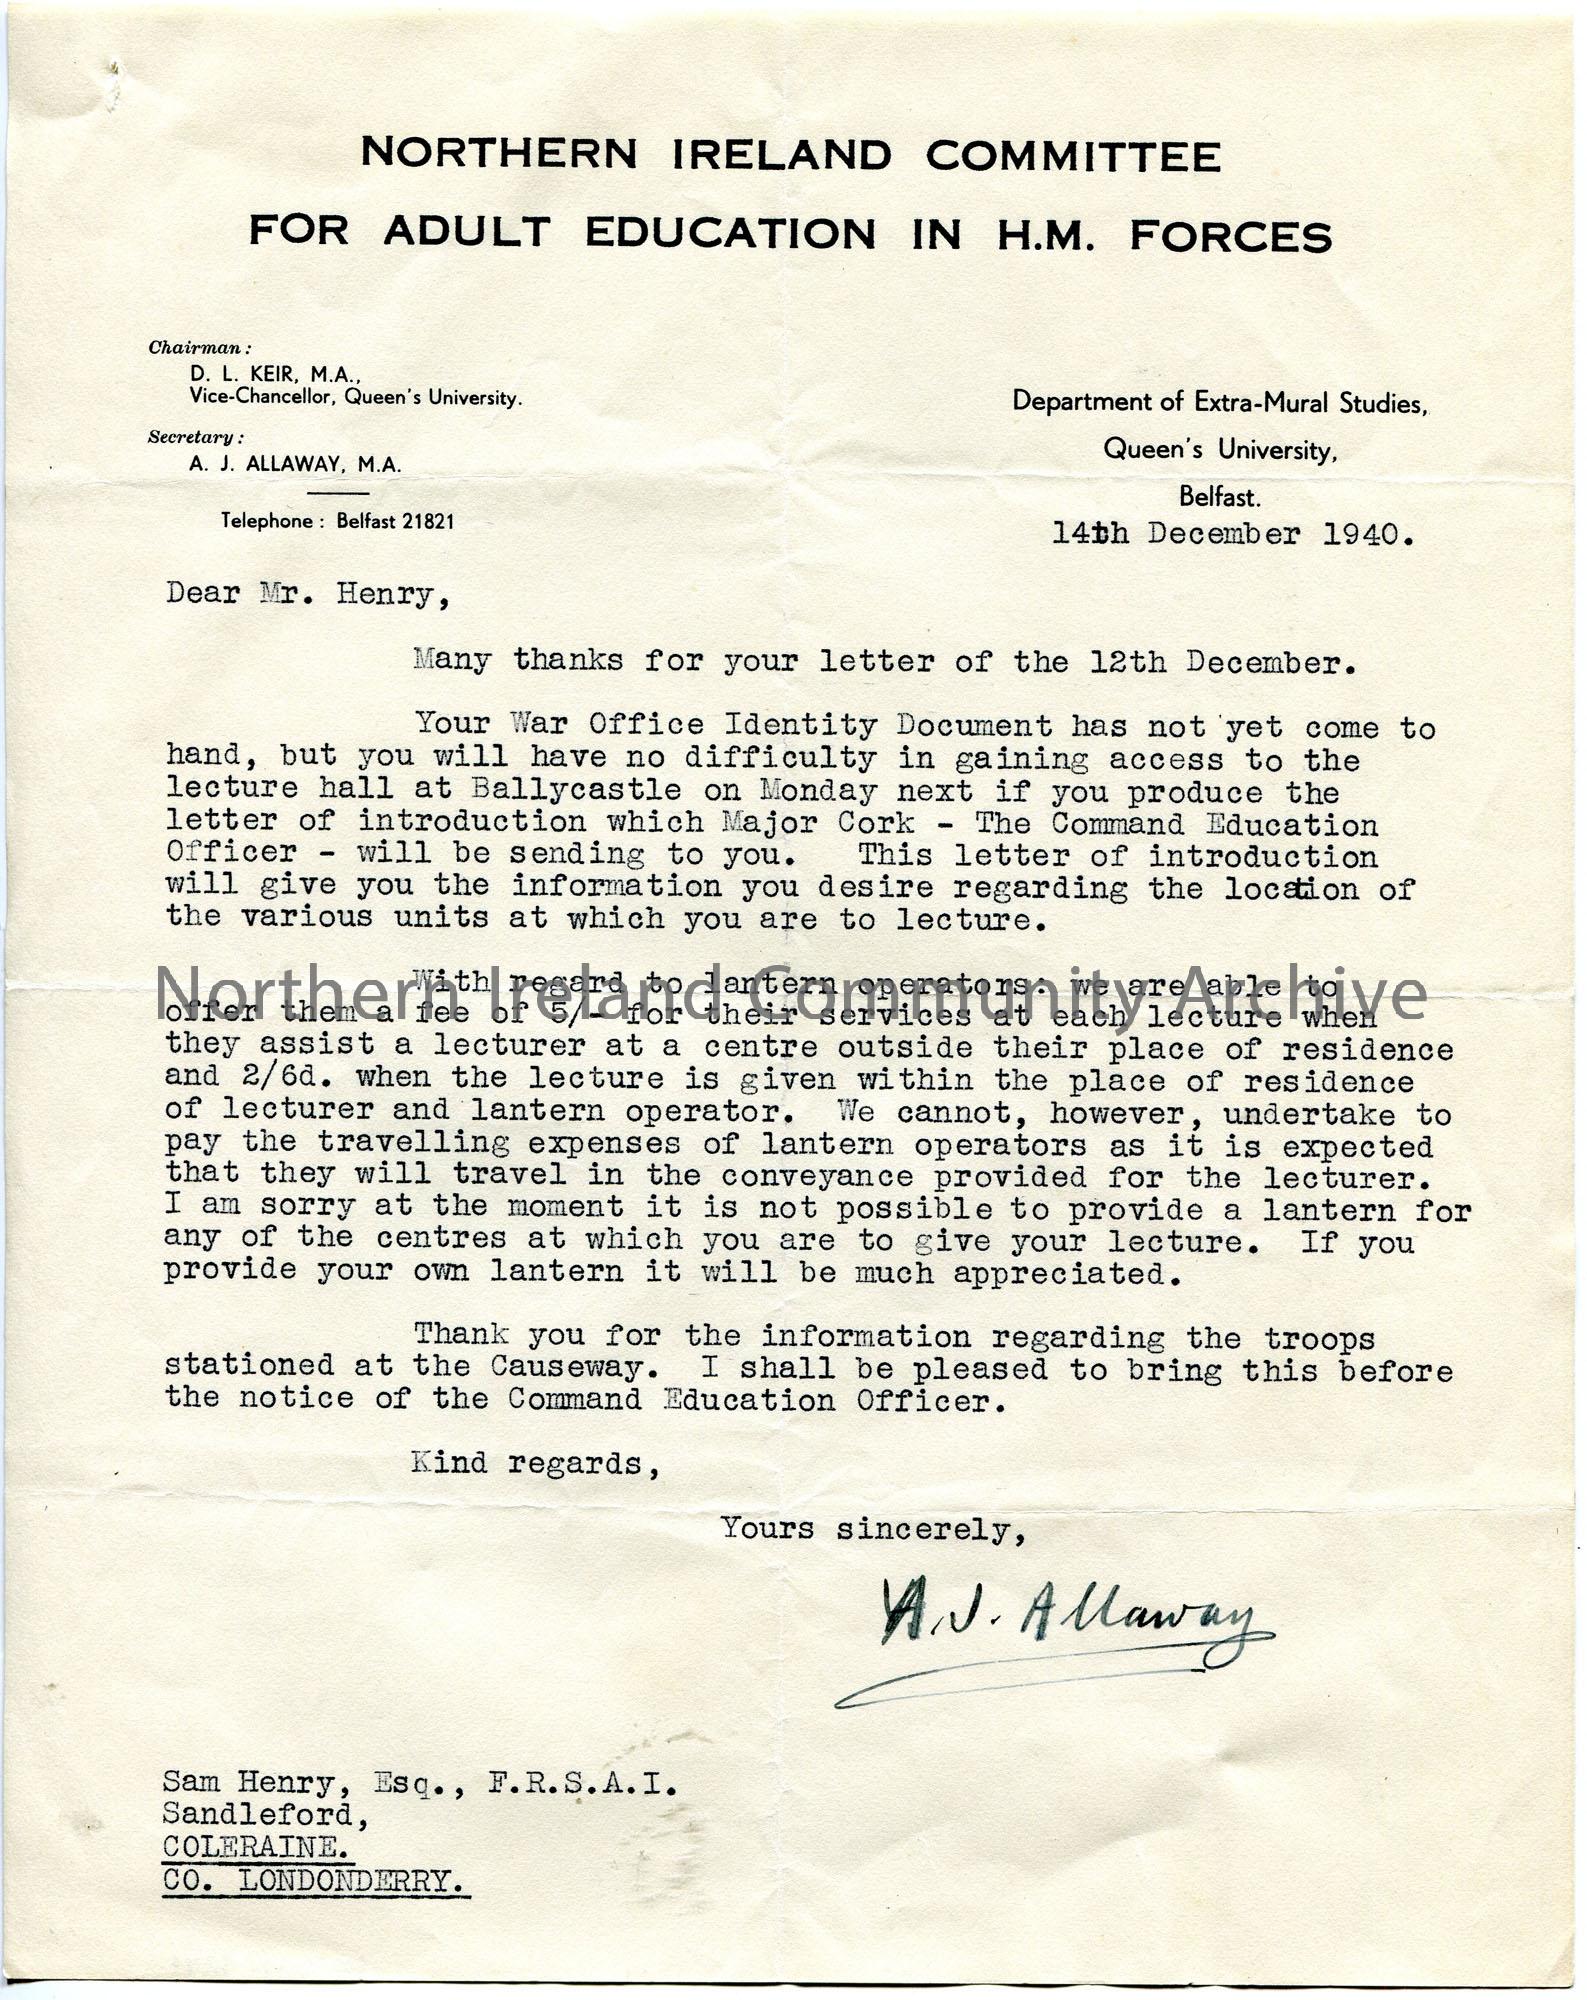 NORTHERN IRELAND COMMITTEE
FOR ADULT EDUCATION IN H.M. FORCES
Chairman :
D. L. KEIR, M.A.,
Vice-Chancellor, Queen's University.
Secretary :
A. J. ALLAWAY, M.A.
Telephone : Belfast 21821
Department of Extra-Mural Studies,
Queen's University,
Belfast.
14th December 1940.
Dear Mr. Henry,
Many thanks for your letter of the 12th December.
Your War Office Identity Document has not yet come to
hand, but you will have no difficulty in gaining access to the
lecture hall at Ballycastle on Monday next if you produce the
letter of introduction which Major Cork - The Command Education
Officer - will be sending to you. This letter of introduction
will give you the information you desire regarding the location of
the various units at which you are to lecture.
With regard to lantern operators: we are able to
offer them a fee of 5/- for their services at each lecture when
they assist a lecturer at a centre outside their place of residence
and 2/6d. when the lecture is given within the place of residence
of lecturer and lantern operator. We cannot, however, undertake to
pay the travelling expenses of lantern operators as it is expected
that they will travel in the conveyance provided for the lecturer.
I am sorry at the moment it is not possible to provide a lantern for
any of the centres at which you are to give your lecture. If you
provide your own lantern it will be much appreciated.
Thank you for the information regarding the troops
stationed at the Causeway. I shall be pleased to bring this before
the notice of the Command Education Officer.
Kind regards,
Yours sincerely,
A. J. Allaway
Sam Henry, Esq., F.R.S.A.I.
Sandleford,
COLERAINE.
CO. LONDONDERRY.
Northern Ireland Community Archive